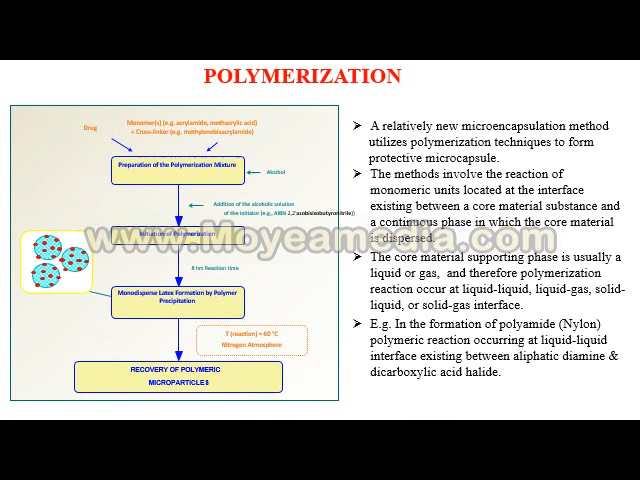 POLYMERIZATION
Monomer(s) (e.g. acrylamide, methacrylic acid)
+ Cross-linker (e.g. methylenebisacrylamide)
Drug
Preparation of the Polymerization Mixture
Alcohol
Addition of the alcoholic solution
of the initiator (e.g., AIBN 2,2'azobisisobutyronitrile))
Initiation of Polymerization
8 hrs Reaction time
Monodisperse Latex Formation by Polymer
Precipitation
T (reaction) = 60 °C
Nitrogen Atmosphere
RECOVERY OF POLYMERIC
MICROPARTICLES
➢ A relatively new microencapsulation method
utilizes polymerization techniques to form
protective microcapsule.
➢ The methods involve the reaction of
monomeric units located at the interface
existing between a core material substance and
a continuous phase in which the core material
is dispersed.
➢ The core material supporting phase is usually a
liquid or gas, and therefore polymerization
reaction occur at liquid-liquid, liquid-gas, solid-
liquid, or solid-gas interface.
➢ E.g. In the formation of polyamide (Nylon)
polymeric reaction occurring at liquid-liquid
interface existing between aliphatic diamine &
dicarboxylic acid halide.
www.Moyeamedia.com